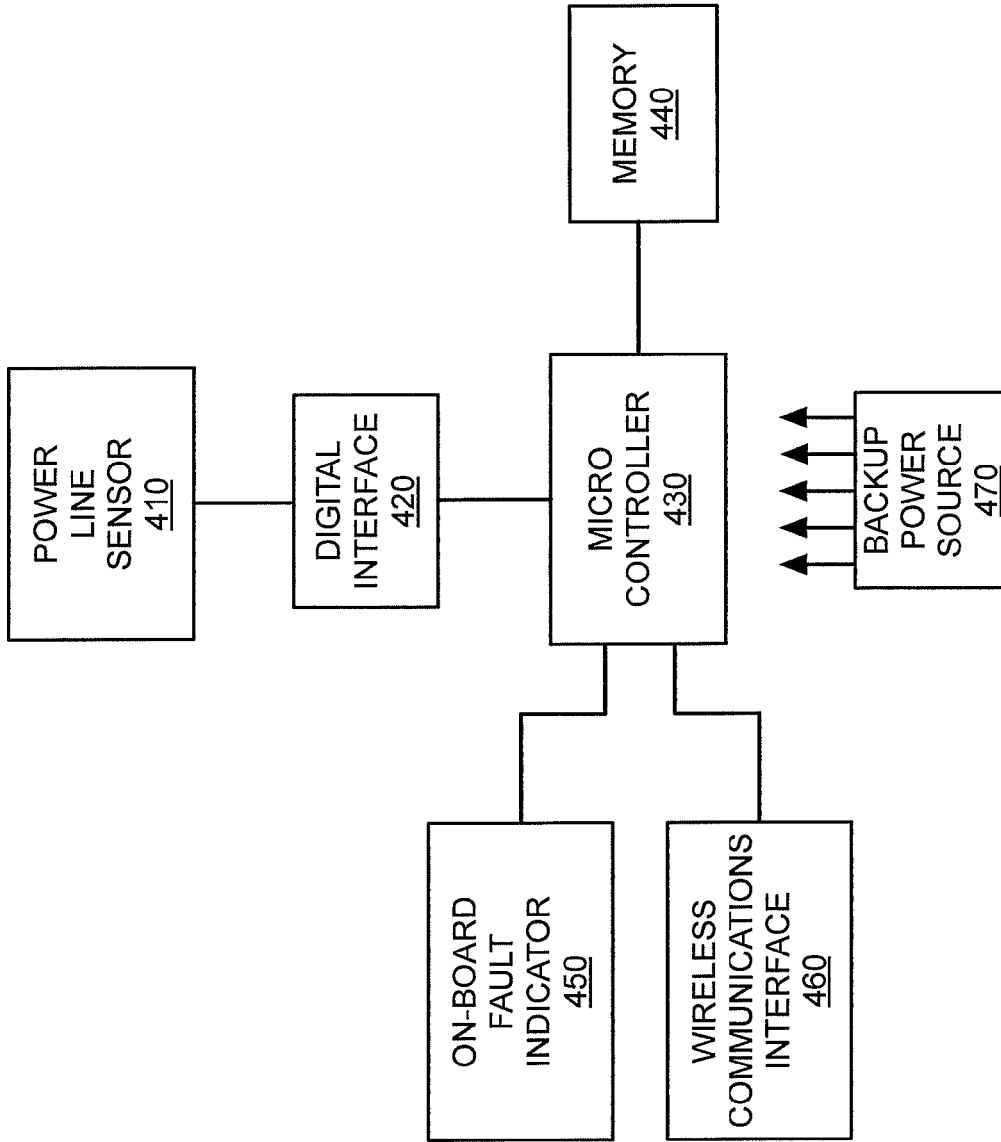 POWER
LINE
SENSOR
410
DIGITAL
INTERFACE
420
MICRO
CONTROLLER
430
MEMORY
440
ON-BOARD
FAULT
INDICATOR
450
WIRELESS
COMMUNICATIONS
INTERFACE
460
BACKUP
POWER
SOURCE
470